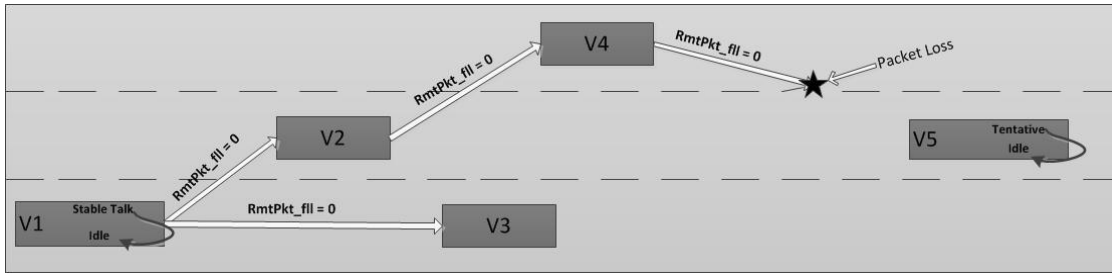 V4
RmtPkt_fll = 0
Packet Loss
RmtPkt_fll = 0
V2
V5
Tentative
Idle
RmtPkt_fll = 0
V1
Stable Talk
Idle
RmtPkt_fll = 0
V3